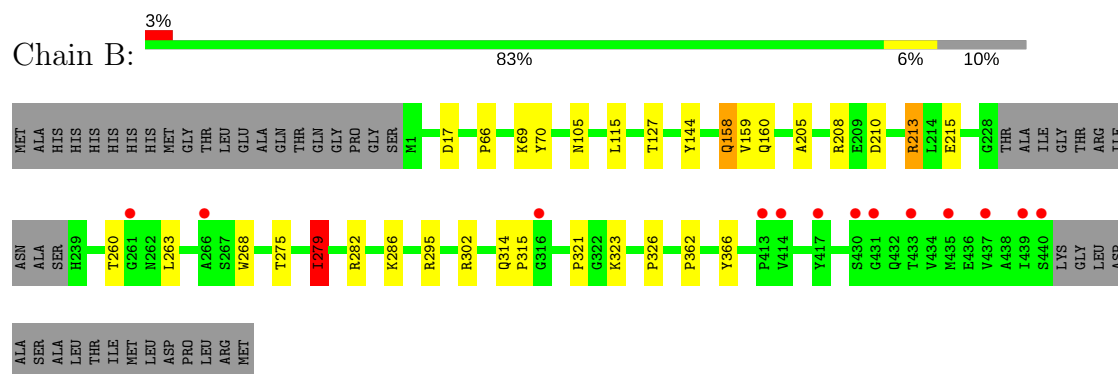 3%
Chain B:
83% 6% 10%
MET ALA HIS HIS HIS HIS HIS HIS MET GLY THR LEU GLU ALA GLN THR GLN GLY PRO GLY SER M1 D17 P66 K69 Y70 N105 L115 T127 Y144 Q158 V159 Q160 A205 R208 E209 D210 R213 L214 E215 G228 THR ALA ILE GLY THR ARG ILE
ASN ALA SER H239 T260 G261 N262 L263 A266 S267 W268 T275 I279 R282 K286 R295 R302 Q314 P315 G316 P321 G322 K323 P326 P362 Y366 P413 V414 Y417 S430 G431 Q432 T433 V434 M435 E436 V437 A438 I439 S440 LYS GLY LEU ASP
ALA SER ALA LEU THR ILE MET LEU ASP PRO LEU ARG MET